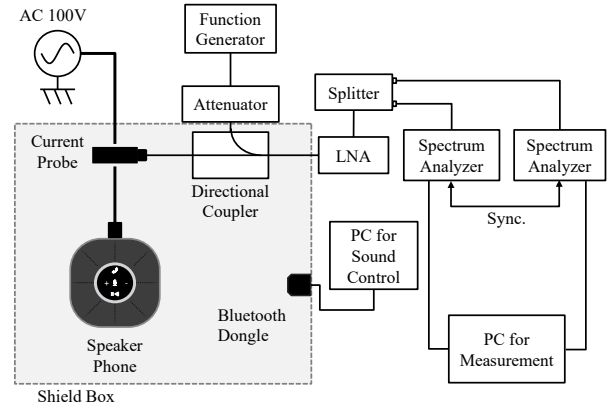 AC 100V
Function
Generator
Attenuator
Splitter
Current
Probe
LNA
Spectrum
Analyzer
Spectrum
Analyzer
Directional
Coupler
Sync.
PC for
Sound
Control
Bluetooth
Dongle
PC for
Measurement
Speaker
Phone
Shield Box